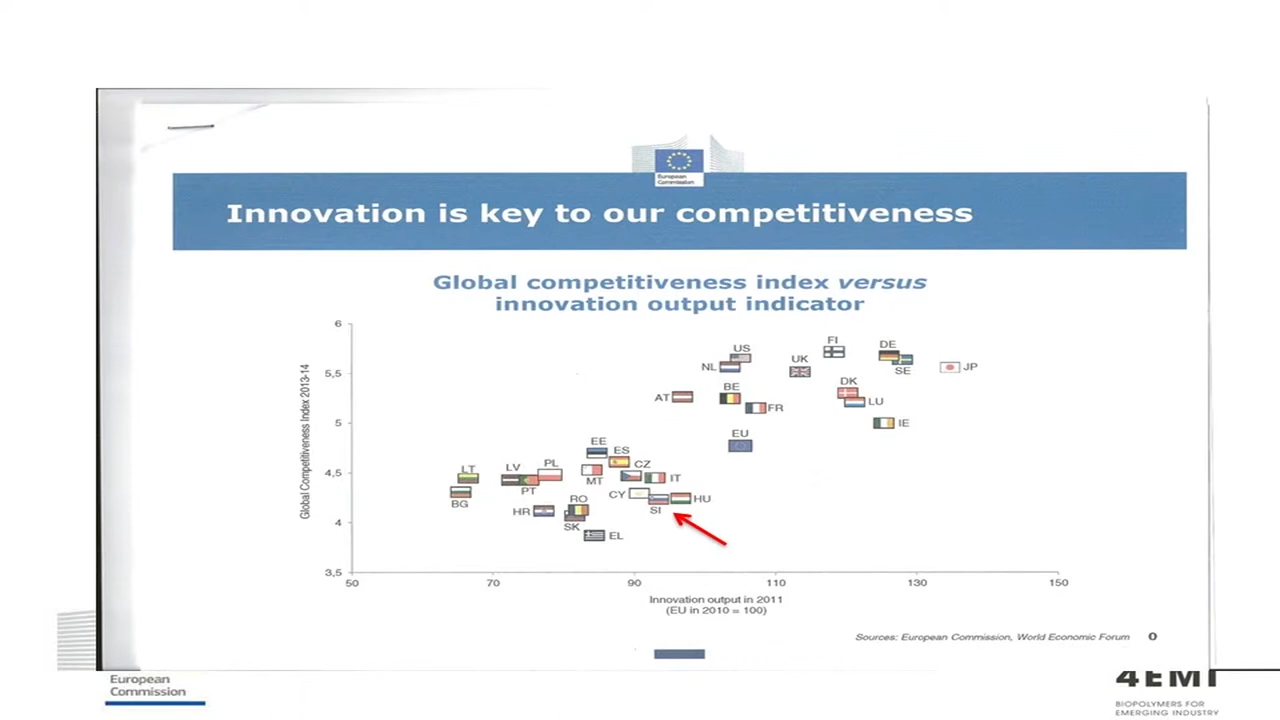 European
Commission
Innovation is key to our competitiveness
Global competitiveness index versus
innovation output indicator
Global Competitiveness Index 2013-14
6
5,5
5
4,5
4
3,5
50
70
90
110
130
150
US
NL
UK
FI
DE
SE
JP
AT
BE
FR
DK
LU
IE
EU
EE
ES
LT
LV
PL
CZ
IT
MT
PT
BG
CY
HU
SI
HR
RO
SK
EL
Innovation output in 2011
(EU in 2010 = 100)
Sources: European Commission, World Economic Forum 0
European
Commission
4EMI
BIOPOLYMERS FOR
EMERGING INDUSTRY